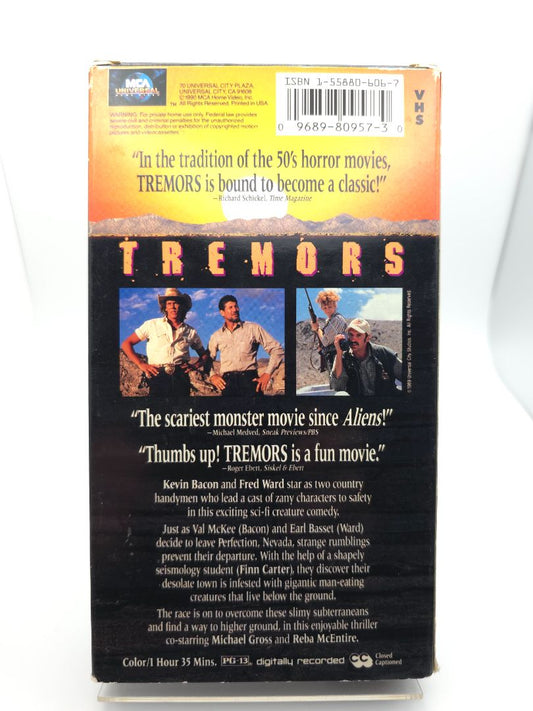 MCA
UNIVERSAL
HOME VIDEO
70 UNIVERSAL CITY PLAZA,
UNIVERSAL CITY, CA 91608
©1990 MCA Home Video, Inc.
™ All Rights Reserved. Printed in USA.
WARNING: For private home use only. Federal law provides
severe civil and criminal penalties for the unauthorized
reproduction, distribution or exhibition of copyrighted motion
pictures and videocassettes.
ISBN 1-55880-606-7
0 9689-80957-3 0
VHS
"In the tradition of the 50's horror movies,
TREMORS is bound to become a classic!"
—Richard Schickel, Time Magazine
TREMORS
©1989 Universal City Studios, Inc. All Rights Reserved.
"The scariest monster movie since Aliens!"
—Michael Medved, Sneak Previews/PBS
"Thumbs up! TREMORS is a fun movie."
—Roger Ebert, Siskel & Ebert
Kevin Bacon and Fred Ward star as two country
handymen who lead a cast of zany characters to safety
in this exciting sci-fi creature comedy.
Just as Val McKee (Bacon) and Earl Basset (Ward)
decide to leave Perfection, Nevada, strange rumblings
prevent their departure. With the help of a shapely
seismology student (Finn Carter), they discover their
desolate town is infested with gigantic man-eating
creatures that live below the ground.
The race is on to overcome these slimy subterraneans
and find a way to higher ground, in this enjoyable thriller
co-starring Michael Gross and Reba McEntire.
Color/1 Hour 35 Mins. PG-13 digitally recorded CC Closed
Captioned